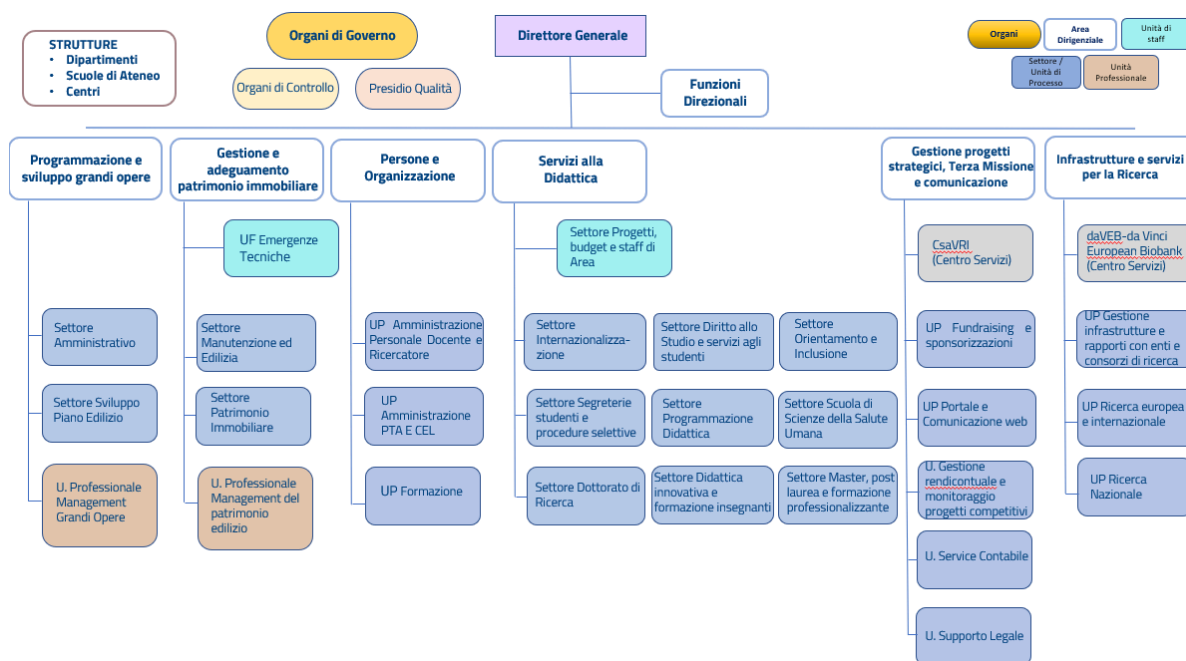 STRUTTURE
• Dipartimenti
• Scuole di Ateneo
• Centri
Organi di Governo
Organi di Controllo
Presidio Qualità
Direttore Generale
Funzioni
Direzionali
Organi
Area
Dirigenziale
Unità di
staff
Settore /
Unità di
Processo
Unità
Professionale
Programmazione e
sviluppo grandi opere
Settore
Amministrativo
Settore Sviluppo
Piano Edilizio
U. Professionale
Management
Grandi Opere
Gestione e
adeguamento
patrimonio immobiliare
UF Emergenze
Tecniche
Settore
Manutenzione ed
Edilizia
Settore
Patrimonio
Immobiliare
U. Professionale
Management del
patrimonio
edilizio
Persone e
Organizzazione
UP Amministrazione
Personale Docente e
Ricercatore
UP
Amministrazione
PTA E CEL
UP Formazione
Servizi alla
Didattica
Settore Progetti,
budget e staff di
Area
Settore
Internazionalizza-
zione
Settore Diritto allo
Studio e servizi agli
studenti
Settore
Orientamento e
Inclusione
Settore Segreterie
studenti e
procedure selettive
Settore
Programmazione
Didattica
Settore Scuola di
Scienze della Salute
Umana
Settore Dottorato di
Ricerca
Settore Didattica
innovativa e
formazione insegnanti
Settore Master, post
laurea e formazione
professionalizzante
Gestione progetti
strategici, Terza Missione
e comunicazione
CsaVRI
(Centro Servizi)
UP Fundraising e
sponsorizzazioni
UP Portale e
Comunicazione web
U. Gestione
rendicontuale e
monitoraggio
progetti competitivi
U. Service Contabile
U. Supporto Legale
Infrastrutture e servizi
per la Ricerca
daVEB-da Vinci
European Biobank
(Centro Servizi)
UP Gestione
infrastrutture e
rapporti con enti e
consorzi di ricerca
UP Ricerca europea
e internazionale
UP Ricerca
Nazionale